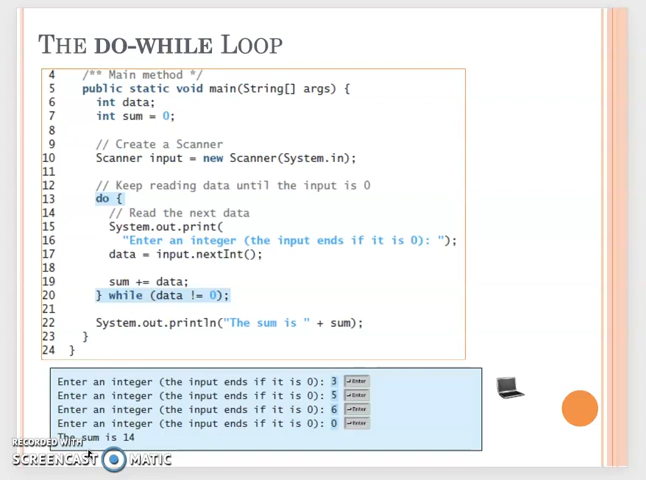 THE DO-WHILE LOOP
4 /** Main method */
5 public static void main(String[] args) {
6 int data;
7 int sum = 0;
8
9 // Create a Scanner
10 Scanner input = new Scanner(System.in);
11
12 // Keep reading data until the input is 0
13 do {
14 // Read the next data
15 System.out.print(
16 "Enter an integer (the input ends if it is 0): ");
17 data = input.nextInt();
18
19 sum += data;
20 } while (data != 0);
21
22 System.out.println("The sum is " + sum);
23 }
24 }
Enter an integer (the input ends if it is 0): 3 Enter
Enter an integer (the input ends if it is 0): 5 Enter
Enter an integer (the input ends if it is 0): 6 Enter
Enter an integer (the input ends if it is 0): 0 Enter
The sum is 14
RECORDED WITH
SCREENCAST MATIC